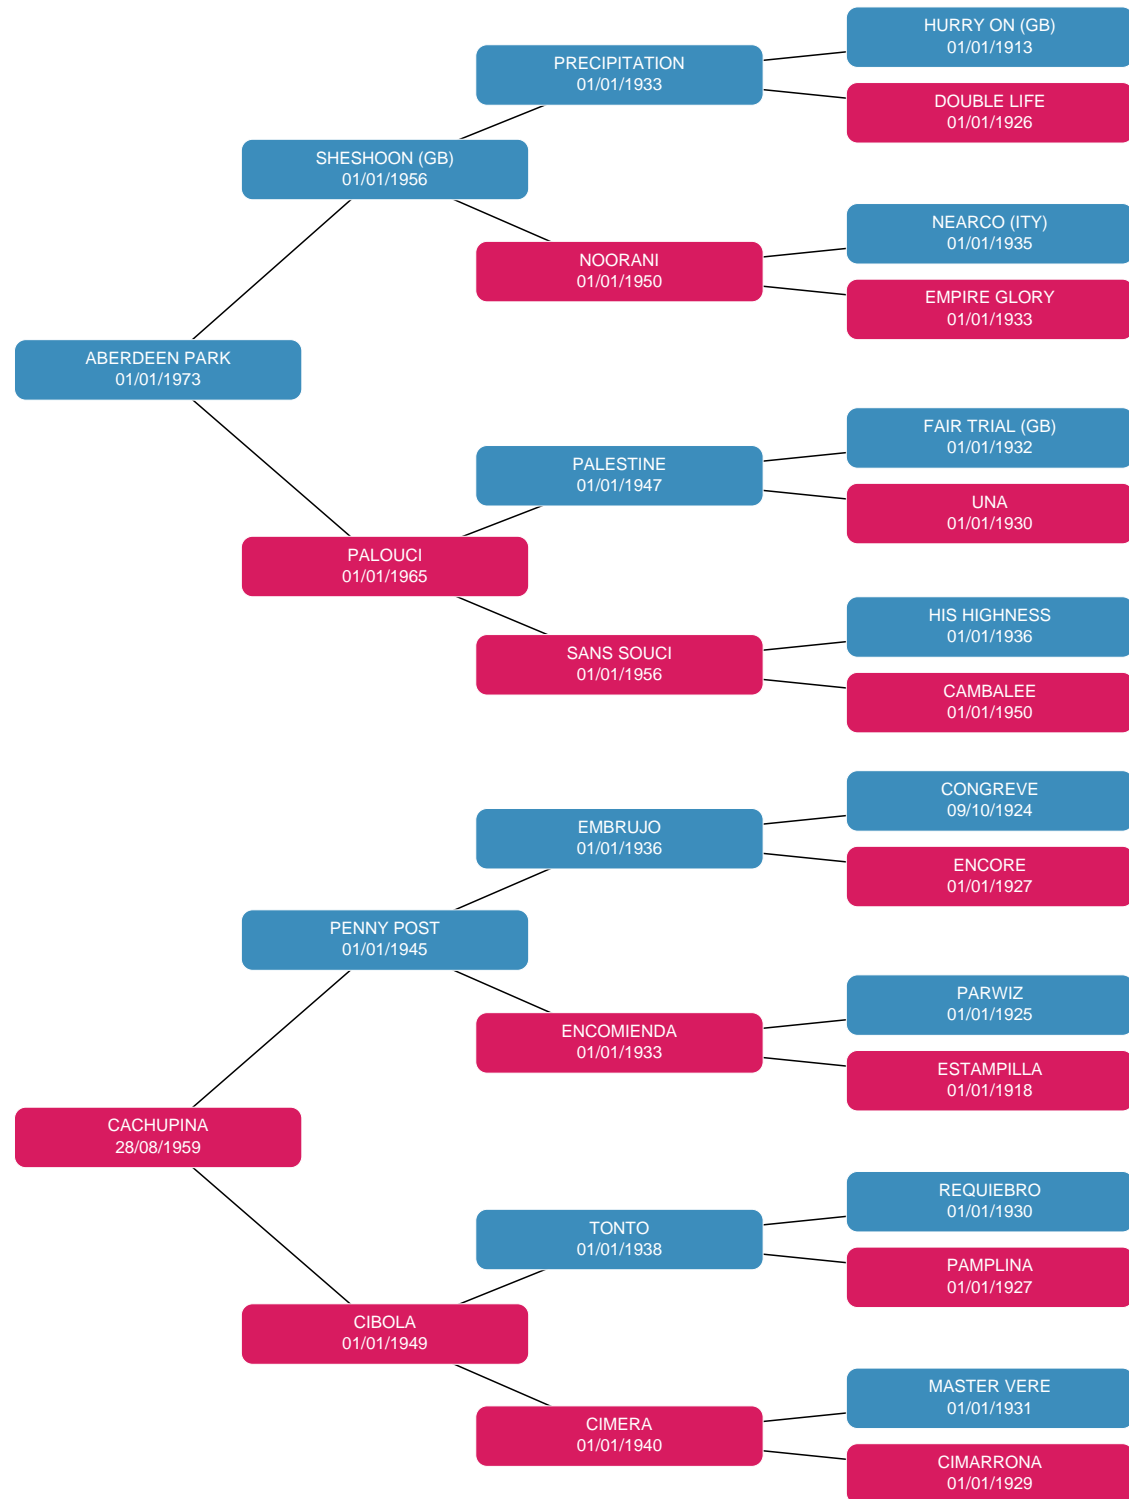 HURRY ON (GB)
01/01/1913
PRECIPITATION
01/01/1933
DOUBLE LIFE
01/01/1926
SHESHOON (GB)
01/01/1956
NEARCO (ITY)
01/01/1935
NOORANI
01/01/1950
EMPIRE GLORY
01/01/1933
ABERDEEN PARK
01/01/1973
FAIR TRIAL (GB)
01/01/1932
PALESTINE
01/01/1947
UNA
01/01/1930
PALOUCI
01/01/1965
HIS HIGHNESS
01/01/1936
SANS SOUCI
01/01/1956
CAMBALEE
01/01/1950
CONGREVE
09/10/1924
EMBRUJO
01/01/1936
ENCORE
01/01/1927
PENNY POST
01/01/1945
PARWIZ
01/01/1925
ENCOMIENDA
01/01/1933
ESTAMPILLA
01/01/1918
CACHUPINA
28/08/1959
REQUIEBRO
01/01/1930
TONTO
01/01/1938
PAMPLINA
01/01/1927
CIBOLA
01/01/1949
MASTER VERE
01/01/1931
CIMERA
01/01/1940
CIMARRONA
01/01/1929